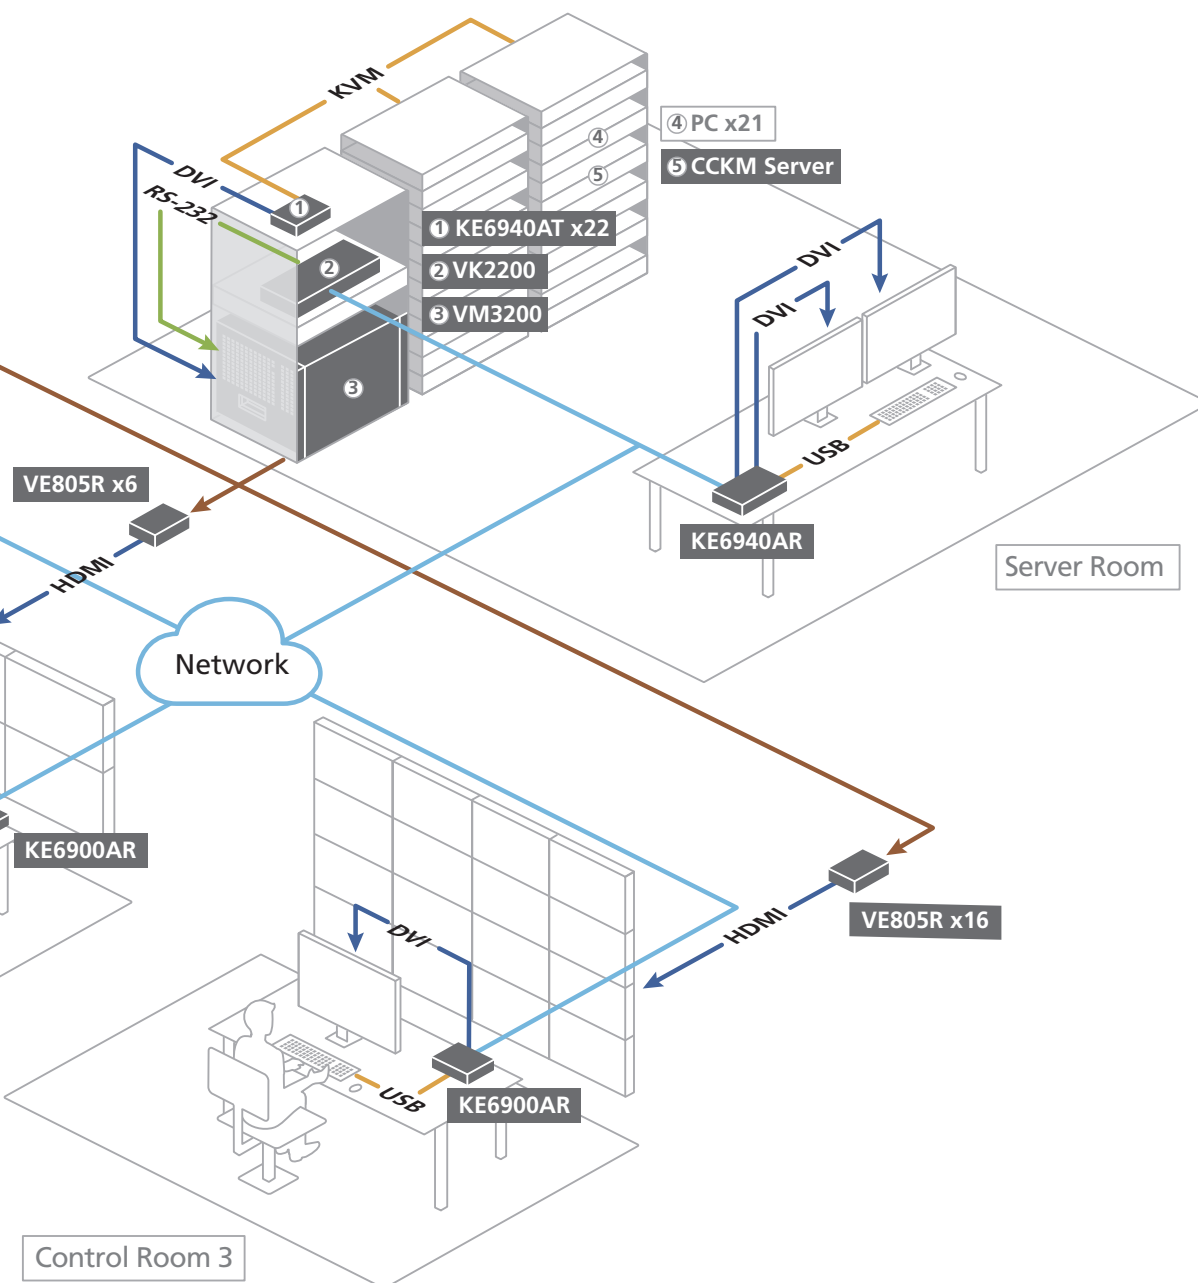 KVM
④ PC x21
⑤ CCKM Server
④
⑤
DVI
RS-232
①
① KE6940AT x22
②
② VK2200
③ VM3200
③
DVI
DVI
USB
KE6940AR
Server Room
VE805R x6
HDMI
Network
KE6900AR
VE805R x16
HDMI
DVI
USB
KE6900AR
Control Room 3